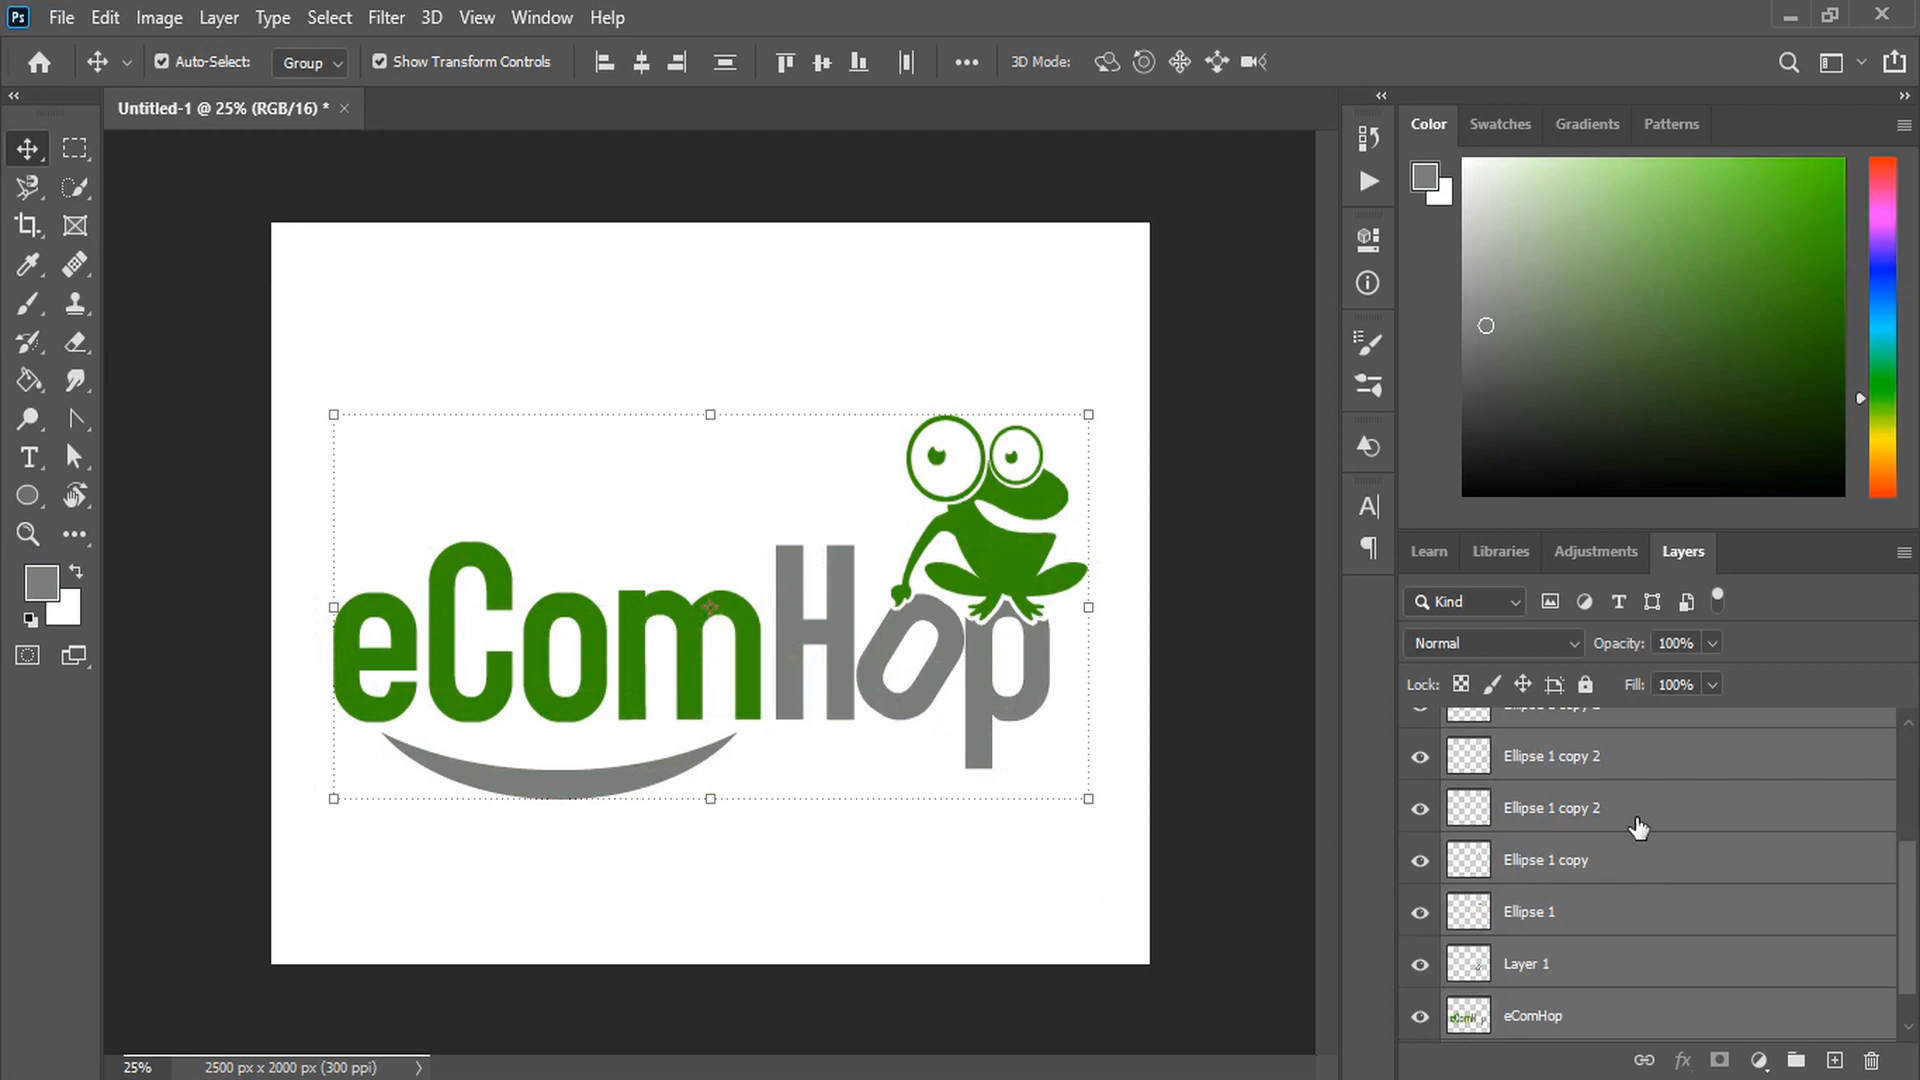 Ps File Edit Image Layer Type Select Filter 3D View Window Help
Auto-Select: Group Show Transform Controls 3D Mode:
Untitled-1 @ 25% (RGB/16) *
Color Swatches Gradients Patterns
eComHop
Learn Libraries Adjustments Layers
Kind
Normal Opacity: 100%
Lock: Fill: 100%
Ellipse 1 copy 2
Ellipse 1 copy 2
Ellipse 1 copy
Ellipse 1
Layer 1
eComHop
25% 2500 px x 2000 px (300 ppi)